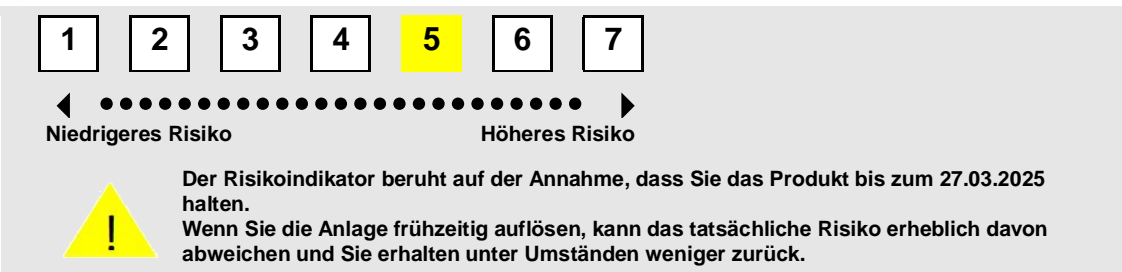 1 2 3 4 5 6 7
Niedrigeres Risiko Höheres Risiko
! Der Risikoindikator beruht auf der Annahme, dass Sie das Produkt bis zum 27.03.2025
halten.
Wenn Sie die Anlage frühzeitig auflösen, kann das tatsächliche Risiko erheblich davon
abweichen und Sie erhalten unter Umständen weniger zurück.